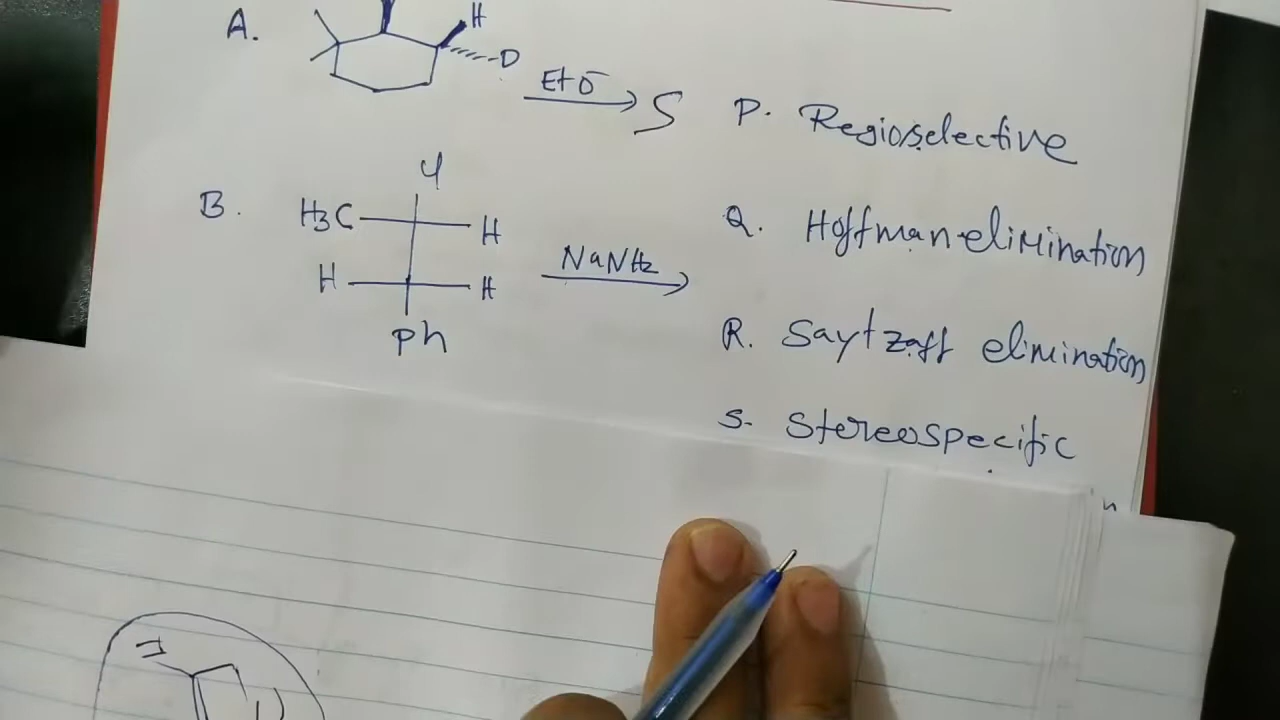 A.
H
D
EtO⁻
S
P. Regioselective
B.
H₃C
H
NaNH₂
Q. Hoffman elimination
H
H
Ph
R. Saytzaff elimination
S. Stereospecific
H